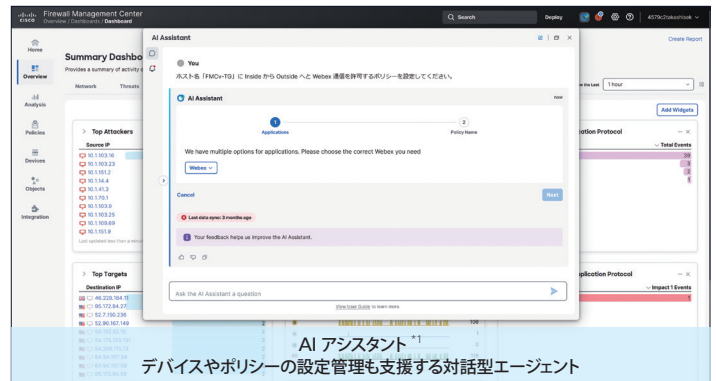 CISCO
Firewall Management Center
Overview / Dashboards / Dashboard
Search
Deploy
Home
Overview
Analysis
Policies
Devices
Objects
Integration
Summary Dashbo
Provides a summary of activity o
Network
Threats
Create Report
1 hour
Add Widgets
AI Assistant
You
ホスト名「FMCv-TG」に Inside から Outside へと Webex 通信を許可するポリシーを設定してください。
AI Assistant
now
1
2
Applications
Policy Name
We have multiple options for applications. Please choose the correct Webex you need
Webex
Cancel
Next
Last data sync: 3 months ago
Your feedback helps us improve the AI Assistant.
Ask the AI Assistant a question
View User Guide to learn more.
Top Attackers
Source IP
10.1.103.16
10.1.103.23
10.1.151.2
10.1.14.4
10.1.41.3
10.1.70.1
10.1.103.9
10.1.103.25
10.1.109.69
10.1.151.9
Total Events
Top Targets
Destination IP
46.229.164.11
95.172.84.27
52.7.150.236
52.90.167.149
plication Protocol
Impact 1 Events
1
AI アシスタント *1
デバイスやポリシーの設定管理も支援する対話型エージェント